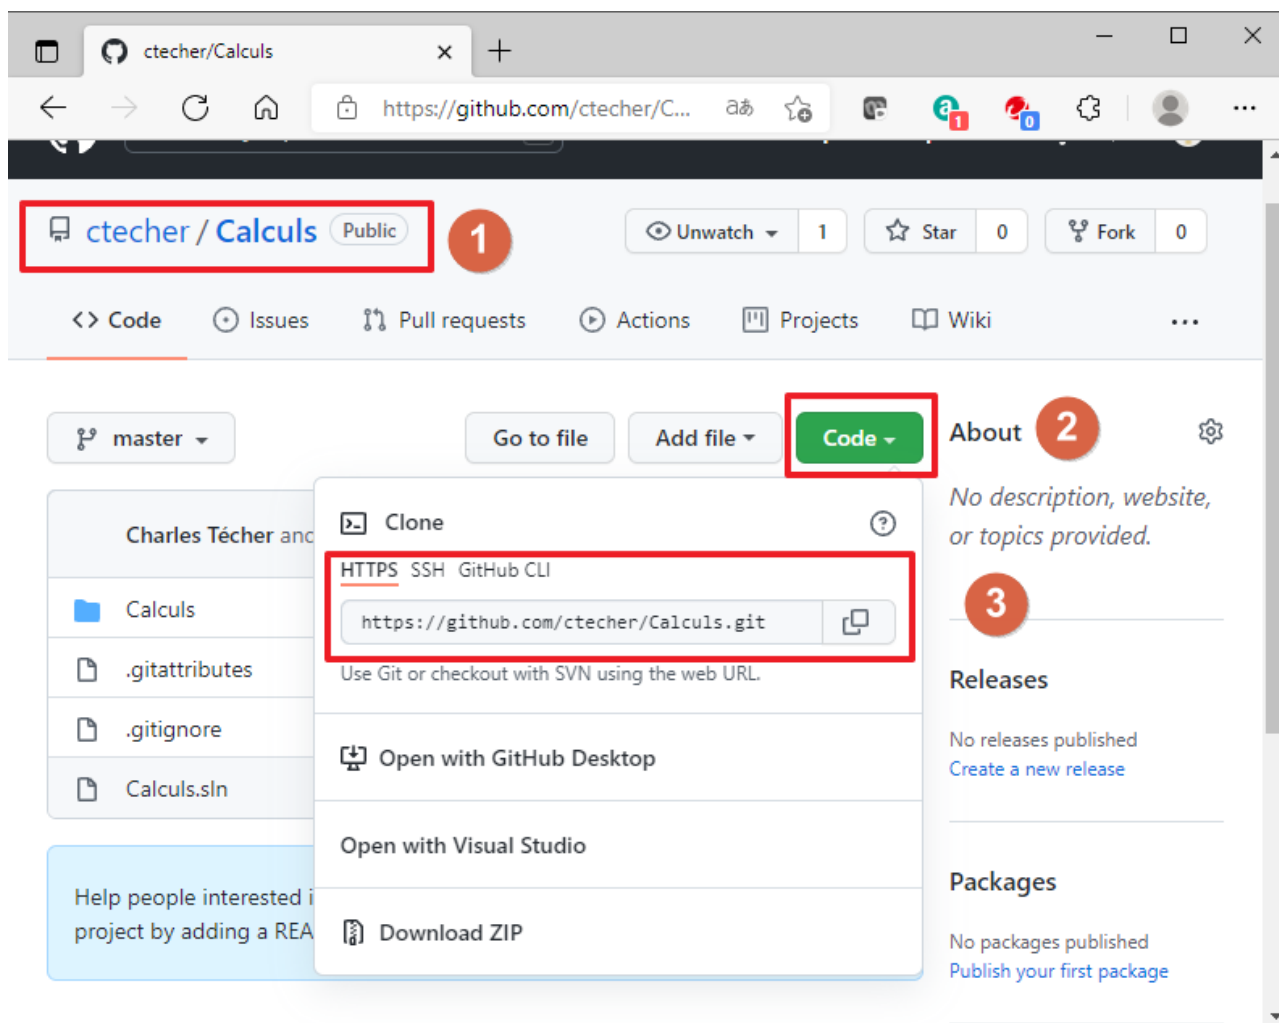 ctecher/Calculs
https://github.com/ctecher/C...
aあ
1
0
ctecher / Calculs Public
1
Unwatch 1
Star 0
Fork 0
Code
Issues
Pull requests
Actions
Projects
Wiki
master
Go to file
Add file
Code
About
2
No description, website,
or topics provided.
3
Charles Técher and
Calculs
.gitattributes
.gitignore
Calculs.sln
Clone
HTTPS SSH GitHub CLI
https://github.com/ctecher/Calculs.git
Use Git or checkout with SVN using the web URL.
Open with GitHub Desktop
Open with Visual Studio
Download ZIP
Help people interested i
project by adding a REA
Releases
No releases published
Create a new release
Packages
No packages published
Publish your first package